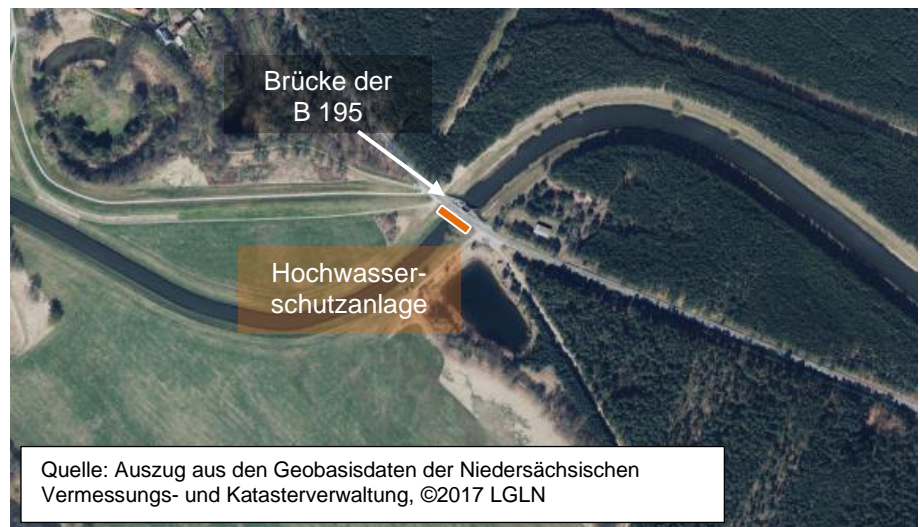 Brücke der
B 195
Hochwasser-
schutzanlage
Quelle: Auszug aus den Geobasisdaten der Niedersächsischen
Vermessungs- und Katasterverwaltung, ©2017 LGLN